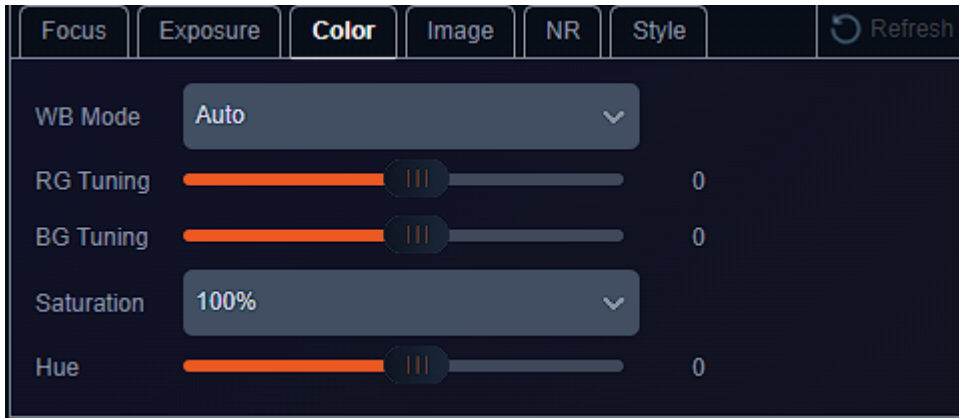 Focus Exposure Color Image NR Style Refresh
WB Mode Auto
RG Tuning 0
BG Tuning 0
Saturation 100%
Hue 0